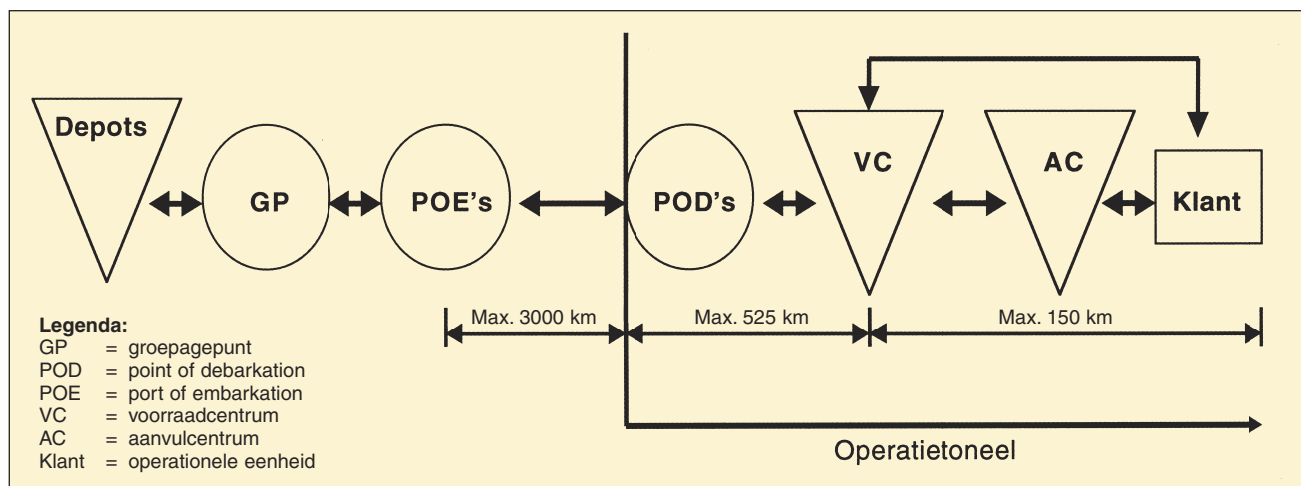 Depots
GP
POE's
POD's
VC
AC
Klant
Max. 3000 km
Max. 525 km
Max. 150 km
Legenda:
GP = groepagepunt
POD = point of debarkation
POE = port of embarkation
VC = voorraadcentrum
AC = aanvulcentrum
Klant = operationele eenheid
Operatietoneel